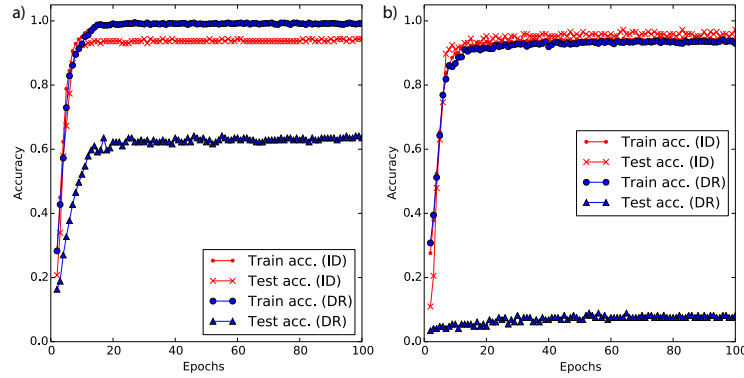 a)
1.0
0.8
0.6
0.4
0.2
0.0
Accuracy
0 20 40 60 80 100
Epochs
Train acc. (ID)
Test acc. (ID)
Train acc. (DR)
Test acc. (DR)
b)
1.0
0.8
0.6
0.4
0.2
0.0
Accuracy
0 20 40 60 80 100
Epochs
Train acc. (ID)
Test acc. (ID)
Train acc. (DR)
Test acc. (DR)